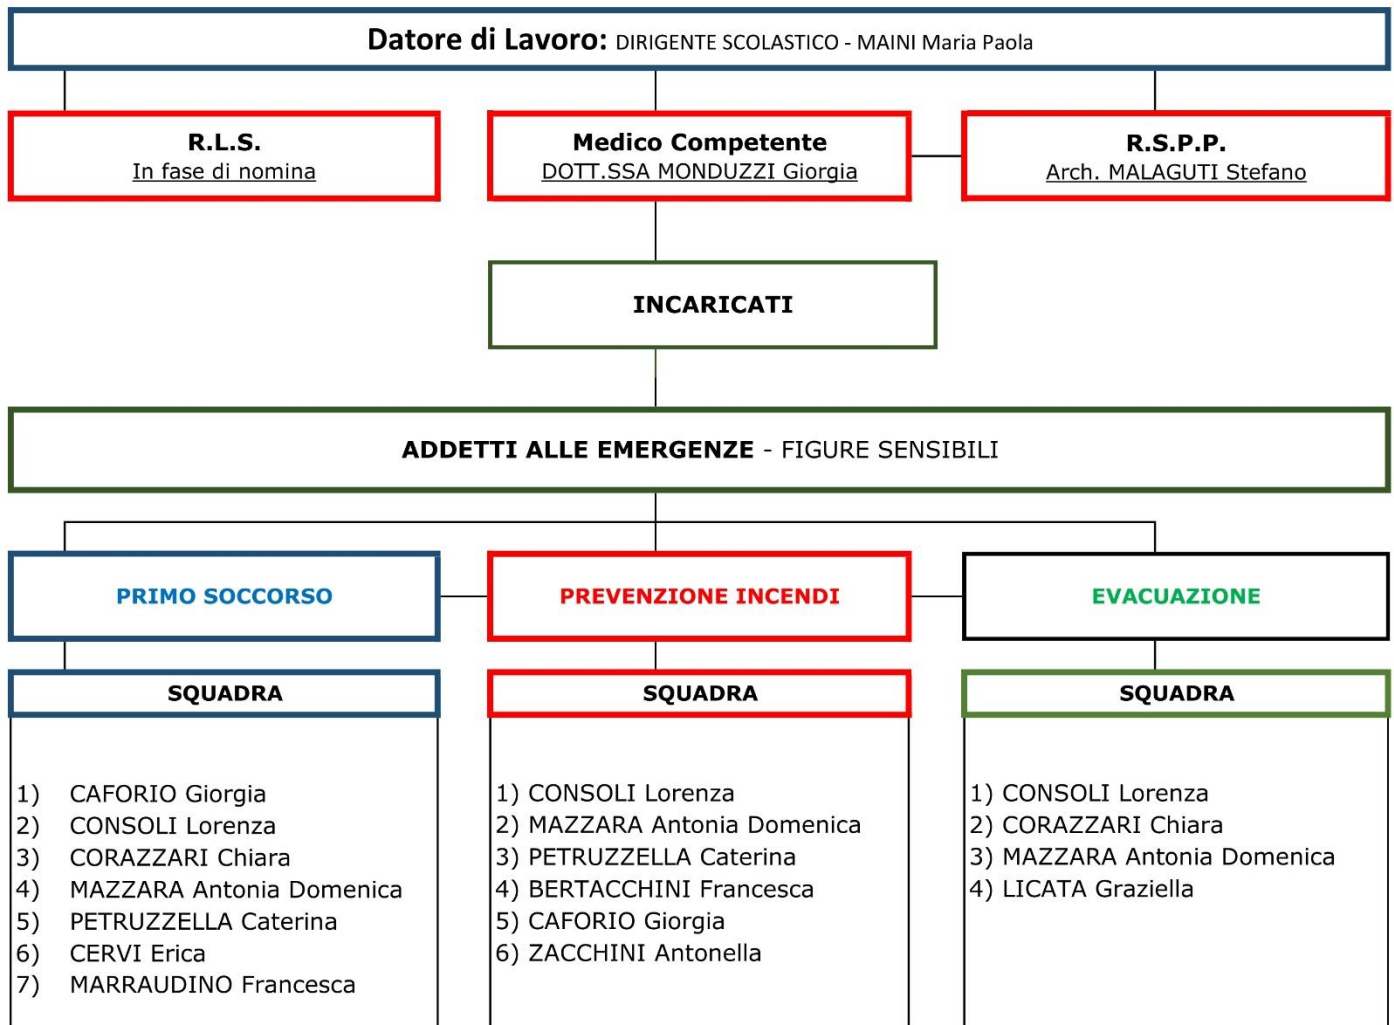 Datore di Lavoro: DIRIGENTE SCOLASTICO - MAINI Maria Paola
R.L.S.
In fase di nomina
Medico Competente
DOTT.SSA MONDUZZI Giorgia
R.S.P.P.
Arch. MALAGUTI Stefano
INCARICATI
ADDETTI ALLE EMERGENZE - FIGURE SENSIBILI
PRIMO SOCCORSO
PREVENZIONE INCENDI
EVACUAZIONE
SQUADRA
1) CAFORIO Giorgia
2) CONSOLI Lorenza
3) CORAZZARI Chiara
4) MAZZARA Antonia Domenica
5) PETRUZZELLA Caterina
6) CERVI Erica
7) MARRAUDINO Francesca
SQUADRA
1) CONSOLI Lorenza
2) MAZZARA Antonia Domenica
3) PETRUZZELLA Caterina
4) BERTACCHINI Francesca
5) CAFORIO Giorgia
6) ZACCHINI Antonella
SQUADRA
1) CONSOLI Lorenza
2) CORAZZARI Chiara
3) MAZZARA Antonia Domenica
4) LICATA Graziella